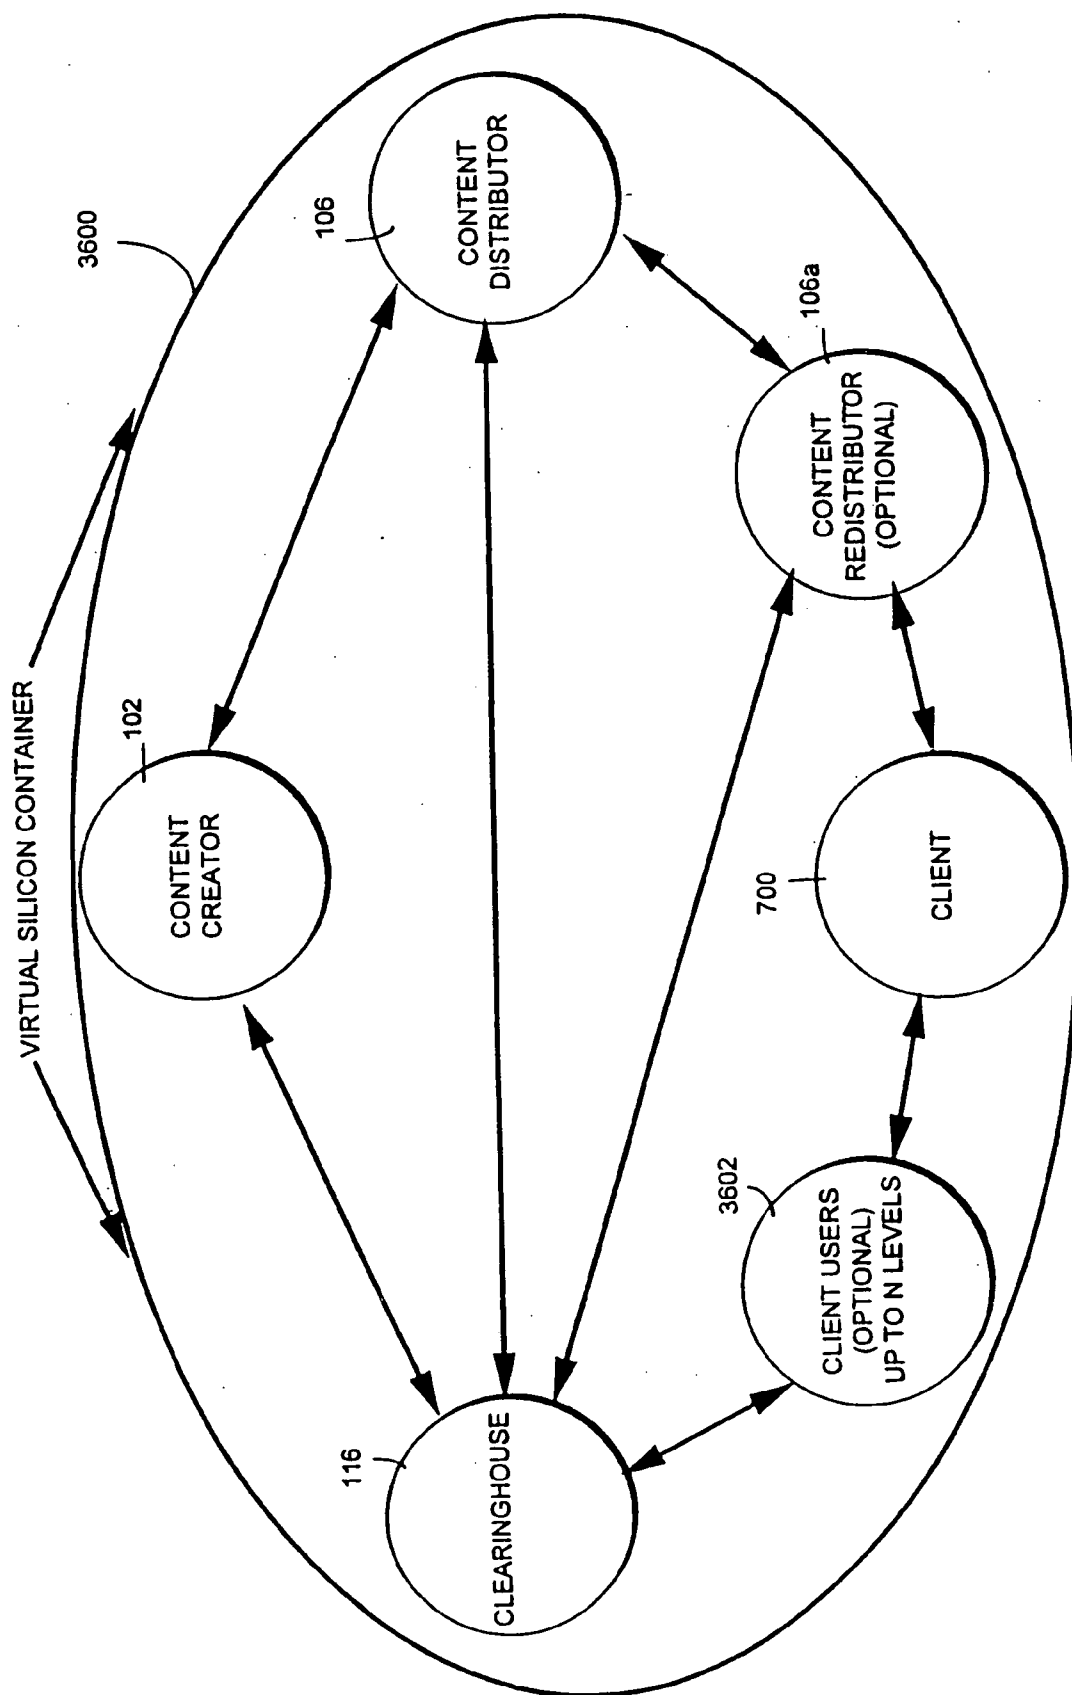 VIRTUAL SILICON CONTAINER
3600
102
CONTENT
CREATOR
106
CONTENT
DISTRIBUTOR
116
CLEARINGHOUSE
106a
CONTENT
REDISTRIBUTOR
(OPTIONAL)
3602
CLIENT USERS
(OPTIONAL)
UP TO N LEVELS
700
CLIENT